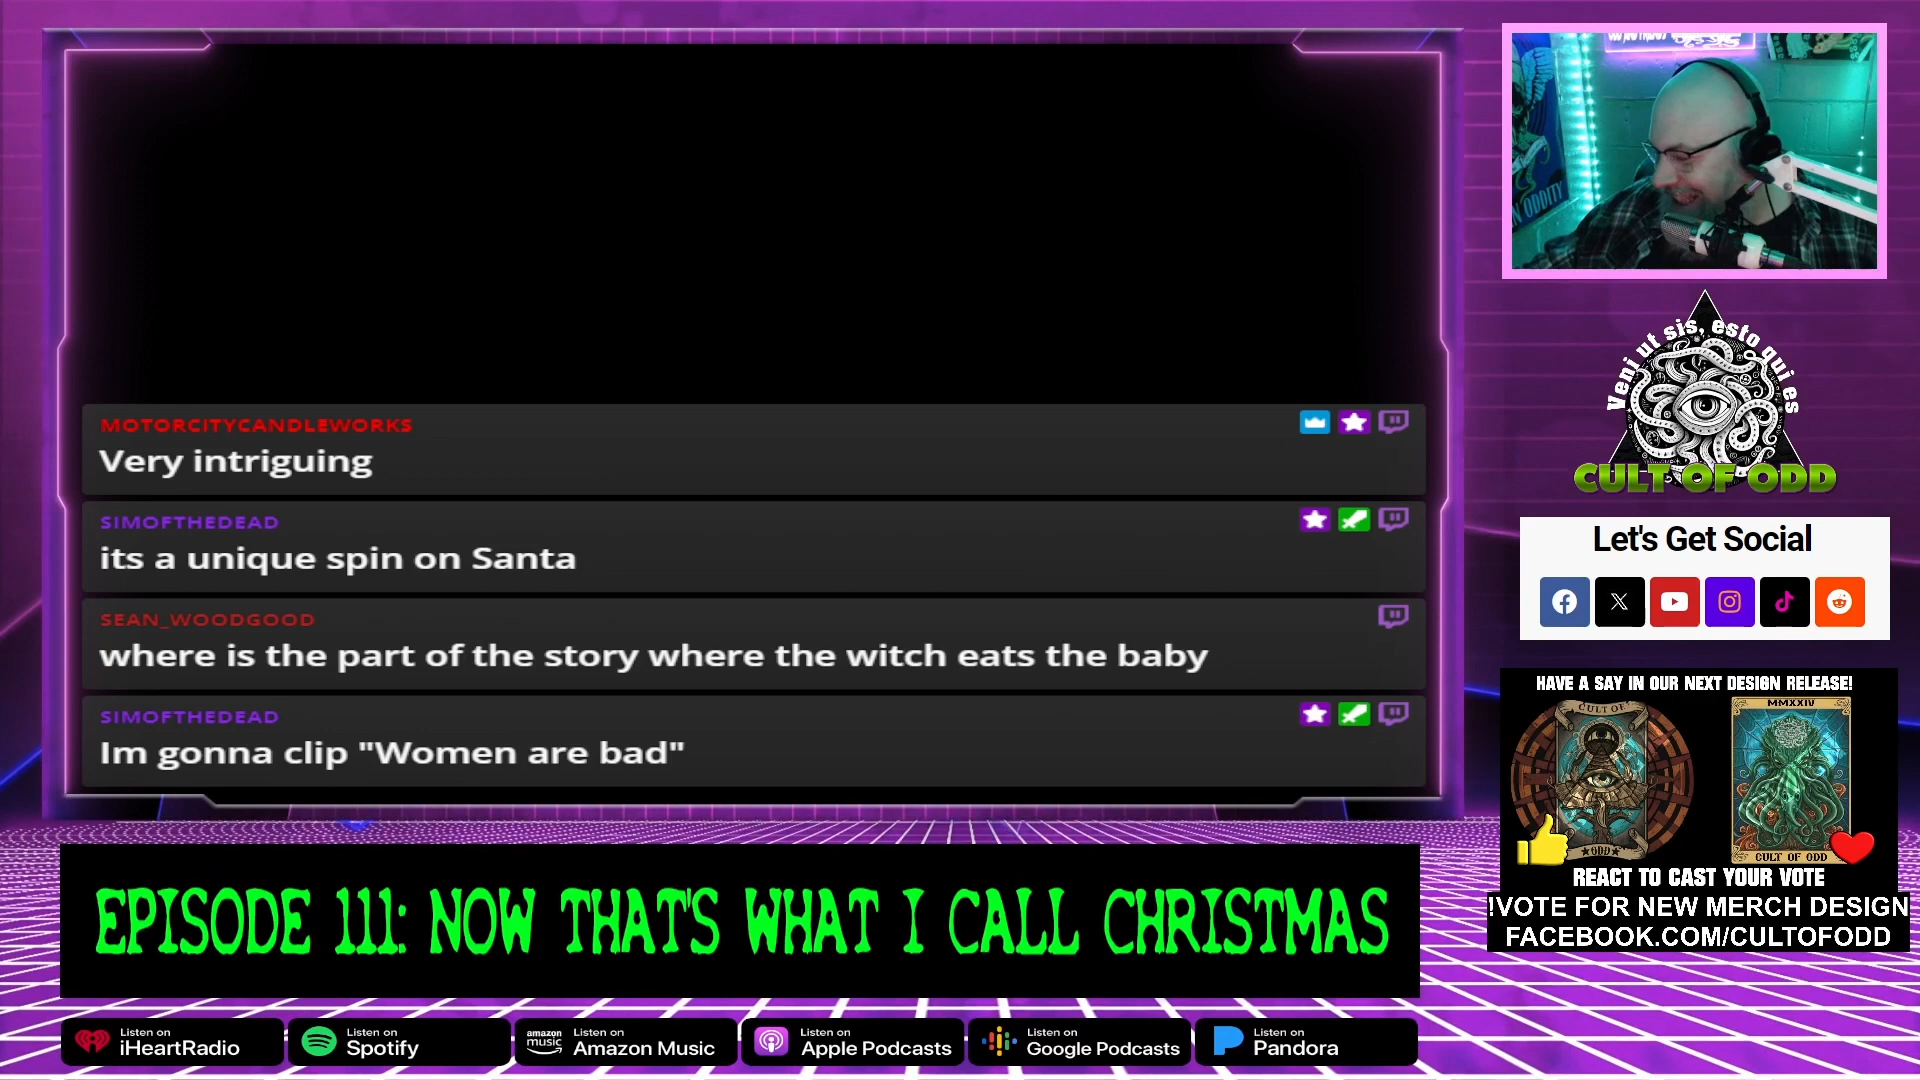 MOTORCITYCANDLEWORKS
Very intriguing
SIMOFTHEDEAD
its a unique spin on Santa
SEAN_WOODGOOD
where is the part of the story where the witch eats the baby
SIMOFTHEDEAD
Im gonna clip "Women are bad"
EPISODE 111: NOW THAT'S WHAT I CALL CHRISTMAS
Listen on
iHeartRadio
Listen on
Spotify
amazon
music
Listen on
Amazon Music
Listen on
Apple Podcasts
Listen on
Google Podcasts
Listen on
Pandora
N ODDITY
Veni ut sis, esto qui es
CULT OF ODD
Let's Get Social
HAVE A SAY IN OUR NEXT DESIGN RELEASE!
CULT OF
ODD
MMXXIV
CULT OF ODD
REACT TO CAST YOUR VOTE
!VOTE FOR NEW MERCH DESIGN
FACEBOOK.COM/CULTOFODD